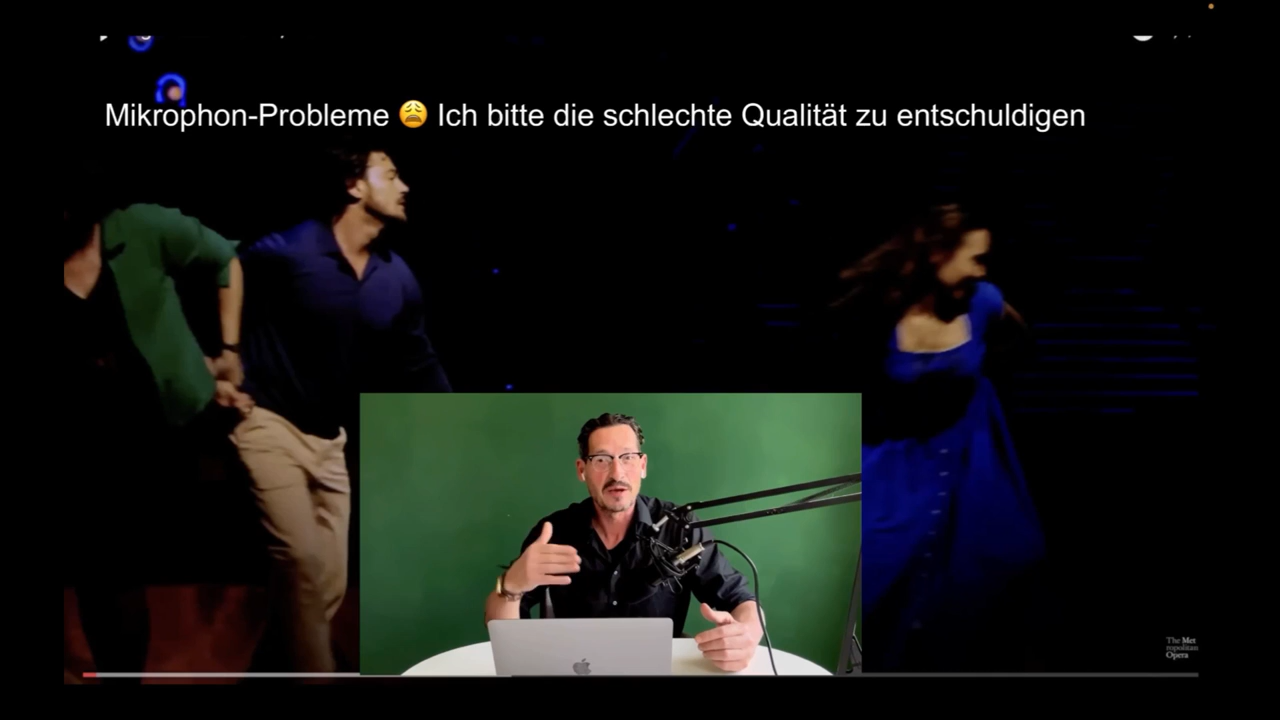 Mikrophon-Probleme 😩 Ich bitte die schlechte Qualität zu entschuldigen
The Met
ropolitan
Opera